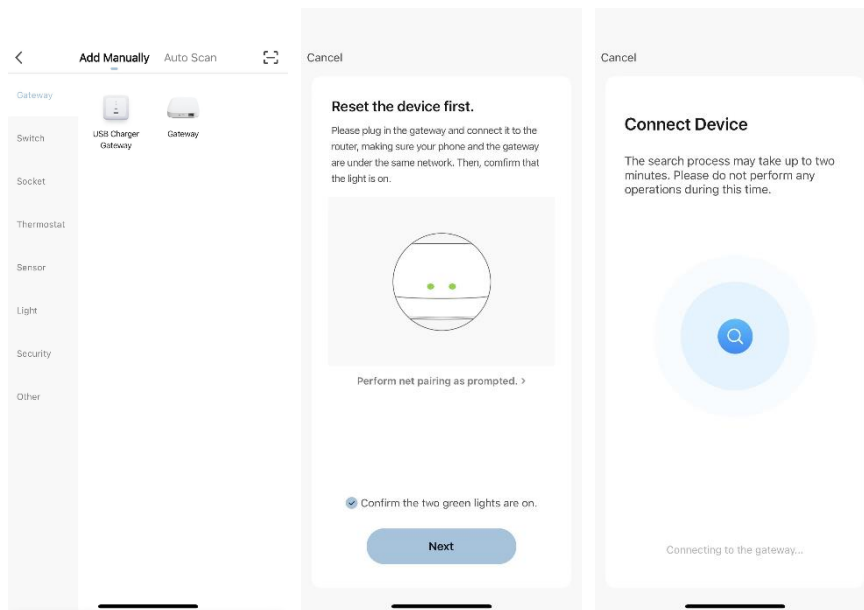 Add Manually Auto Scan
Gateway
USB Charger
Gateway
Gateway
Switch
Socket
Thermostat
Sensor
Light
Security
Other
Cancel
Reset the device first.
Please plug in the gateway and connect it to the
router, making sure your phone and the gateway
are under the same network. Then, comfirm that
the light is on.
Perform net pairing as prompted. >
Confirm the two green lights are on.
Next
Cancel
Connect Device
The search process may take up to two
minutes. Please do not perform any
operations during this time.
Connecting to the gateway...